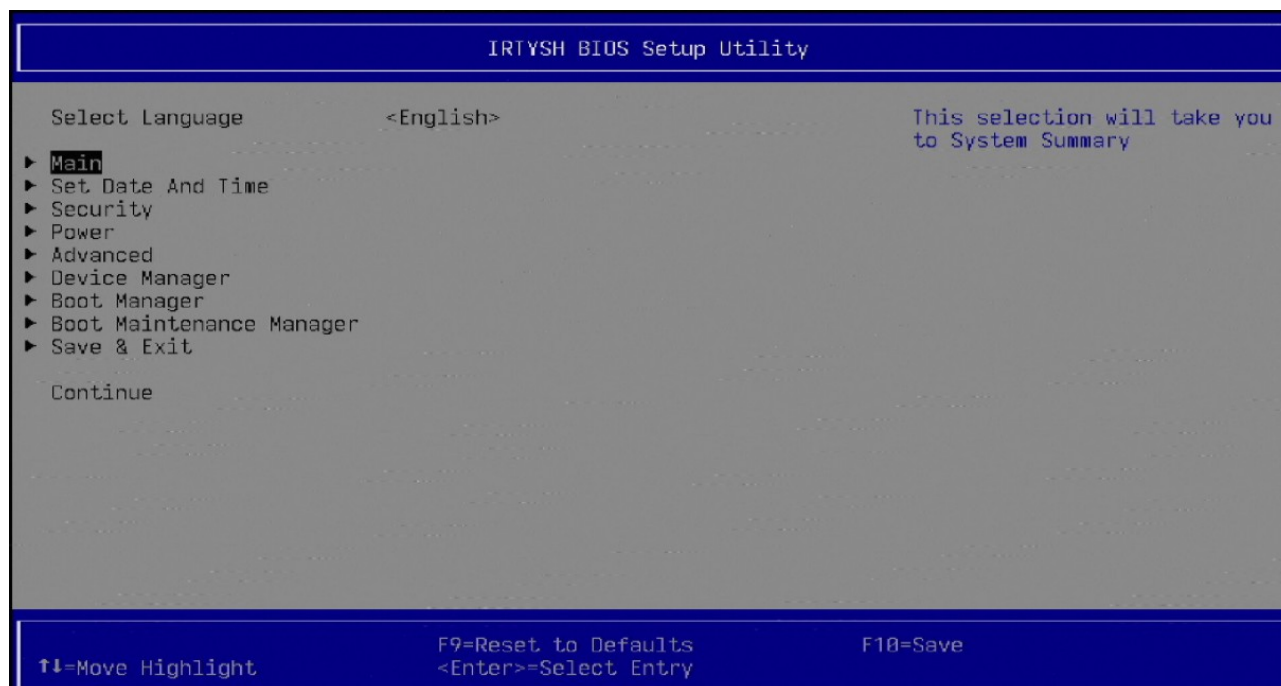 IRTYSH BIOS Setup Utility
Select Language <English>
This selection will take you
to System Summary
▶ Main
▶ Set Date And Time
▶ Security
▶ Power
▶ Advanced
▶ Device Manager
▶ Boot Manager
▶ Boot Maintenance Manager
▶ Save & Exit
Continue
F9=Reset to Defaults F10=Save
↑↓=Move Highlight <Enter>=Select Entry